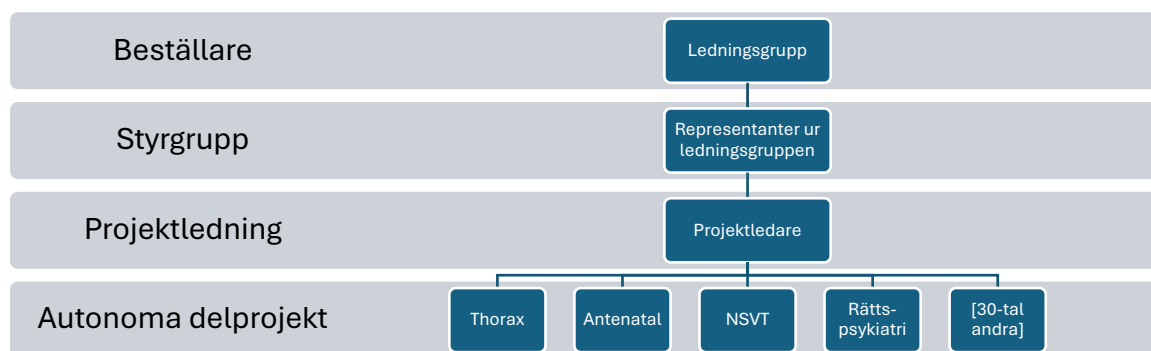 Beställare
Ledningsgrupp
Styrgrupp
Representanter ur
ledningsgruppen
Projektledning
Projektledare
Autonoma delprojekt
Thorax
Antenatal
NSVT
Rätts-
psykiatri
[30-tal
andra]